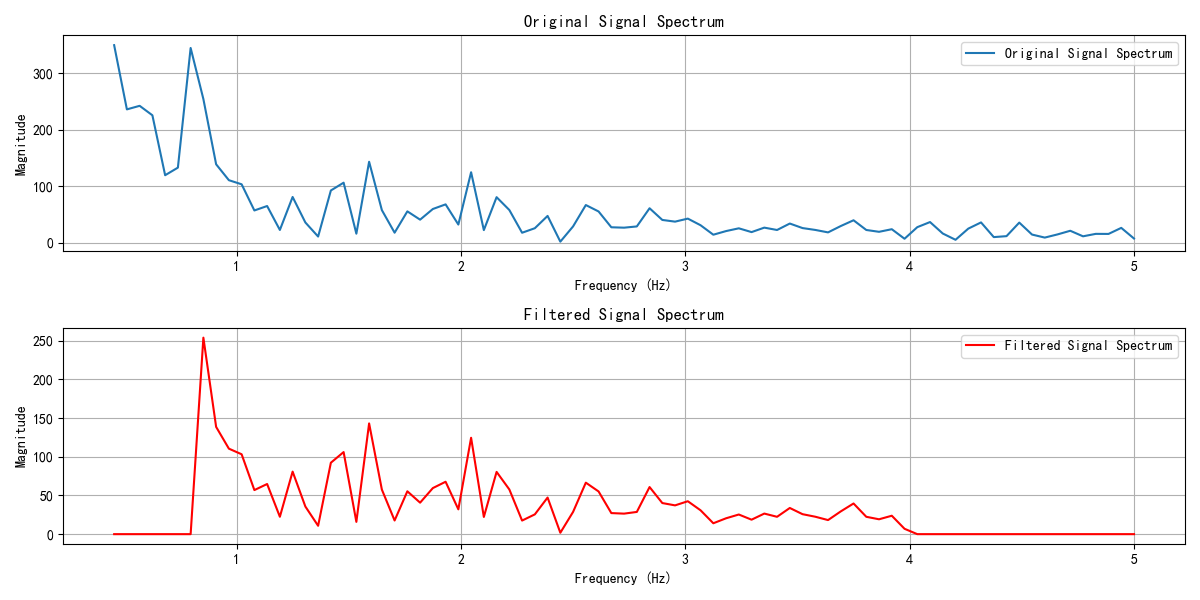 Original Signal Spectrum
Original Signal Spectrum
Magnitude
300
200
100
0
1 2 3 4 5
Frequency (Hz)
Filtered Signal Spectrum
Filtered Signal Spectrum
Magnitude
250
200
150
100
50
0
1 2 3 4 5
Frequency (Hz)